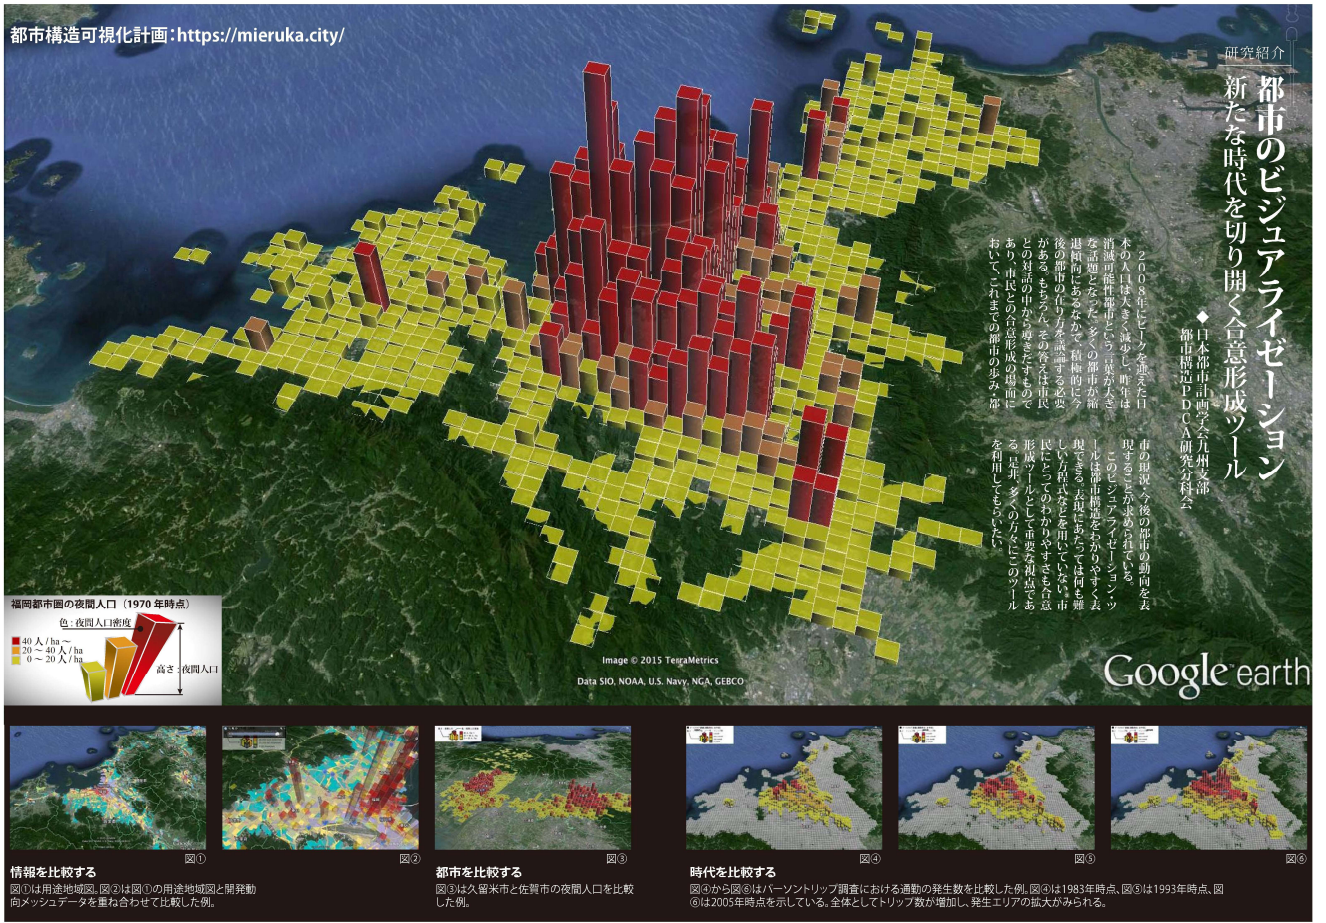 都市構造可視化計画：https://mieruka.city/
研究紹介
都市のビジュアライゼーション
新たな時代を切り開く合意形成ツール
◆日本都市計画学会九州支部
都市構造PDCA研究分科会
2008年にピークを迎えた日
本の人口は大きく減少し、昨年は
消滅可能性都市という言葉が大き
な話題となった。多くの都市が縮
退傾向にあるなかで、積極的に今
後の都市の在り方を議論する必要
がある。もちろん、その答えは市民
との対話の中から導きだすもので
あり、市民との合意形成の場面に
おいて、これまでの都市の歩み・都
市の現況・今後の都市の動向を表
現することが求められている。
このビジュアライゼーション・ツ
ールは都市構造をわかりやすく表
現できる。表現にあたっては何も難
しい方程式などを用いていない。市
民にとってのわかりやすさも合意
形成ツールとして重要な視点であ
る。是非、多くの方々にこのツール
を利用してもらいたい。
福岡都市圏の夜間人口（1970 年時点）
色：夜間人口密度
40 人/ha ～
20 ～ 40 人/ha
0 ～ 20 人/ha
高さ：夜間人口
Image © 2015 TerraMetrics
Data SIO, NOAA, U.S. Navy, NGA, GEBCO
Google earth
図①
図②
図③
図④
図⑤
図⑥
情報を比較する
図①は用途地域図。図②は図①の用途地域図と開発動
向メッシュデータを重ね合わせて比較した例。
都市を比較する
図③は久留米市と佐賀市の夜間人口を比較
した例。
時代を比較する
図④から図⑥はパーソントリップ調査における通勤の発生数を比較した例。図④は1983年時点、図⑤は1993年時点、図
⑥は2005年時点を示している。全体としてトリップ数が増加し、発生エリアの拡大がみられる。